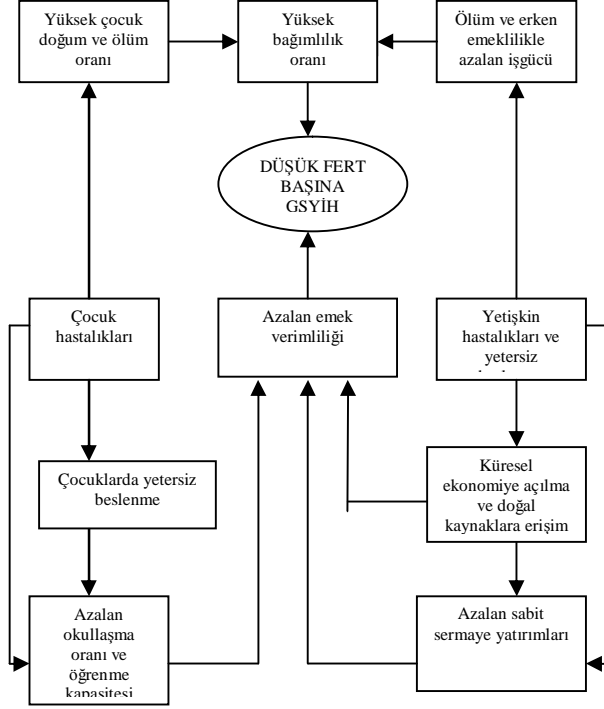 Yüksek çocuk
doğum ve ölüm
oranı
Yüksek
bağımlılık
oranı
Ölüm ve erken
emeklilikle
azalan işgücü
DÜŞÜK FERT
BAŞINA
GSYİH
Çocuk
hastalıkları
Azalan emek
verimliliği
Yetişkin
hastalıkları ve
yetersiz
Çocuklarda yetersiz
beslenme
Küresel
ekonomiye açılma
ve doğal
kaynaklara erişim
Azalan
okullaşma
oranı ve
öğrenme
kapasitesi
Azalan sabit
sermaye yatırımları